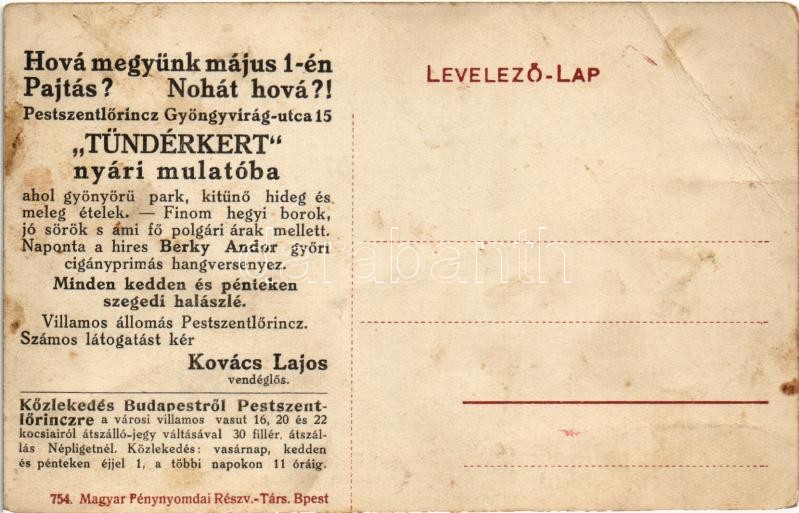 Hová megyünk május 1-én
Pajtás? Nohát hová?!
Pestszentlőrincz Gyöngyvirág-utca 15
„TÜNDÉRKERT"
nyári mulatóba
ahol gyönyörü park, kitünő hideg és
meleg ételek. — Finom hegyi borok,
jó sörök s ami fő polgári árak mellett.
Naponta a hires Berky Andor győri
cigányprimás hangversenyez.
Minden kedden és pénteken
szegedi halászlé.
Villamos állomás Pestszentlőrincz.
Számos látogatást kér
Kovács Lajos
vendéglős.
Közlekedés Budapestről Pestszent-
lőrinczre a városi villamos vasut 16, 20 és 22
kocsiairól átszálló-jegy váltásával 30 fillér, átszál-
lás Népligetnél. Közlekedés: vasárnap, kedden
és pénteken éjjel 1, a többi napokon 11 óráig.
754. Magyar Fénynyomdai Részv.-Társ. Bpest
LEVELEZŐ-LAP
darabanth